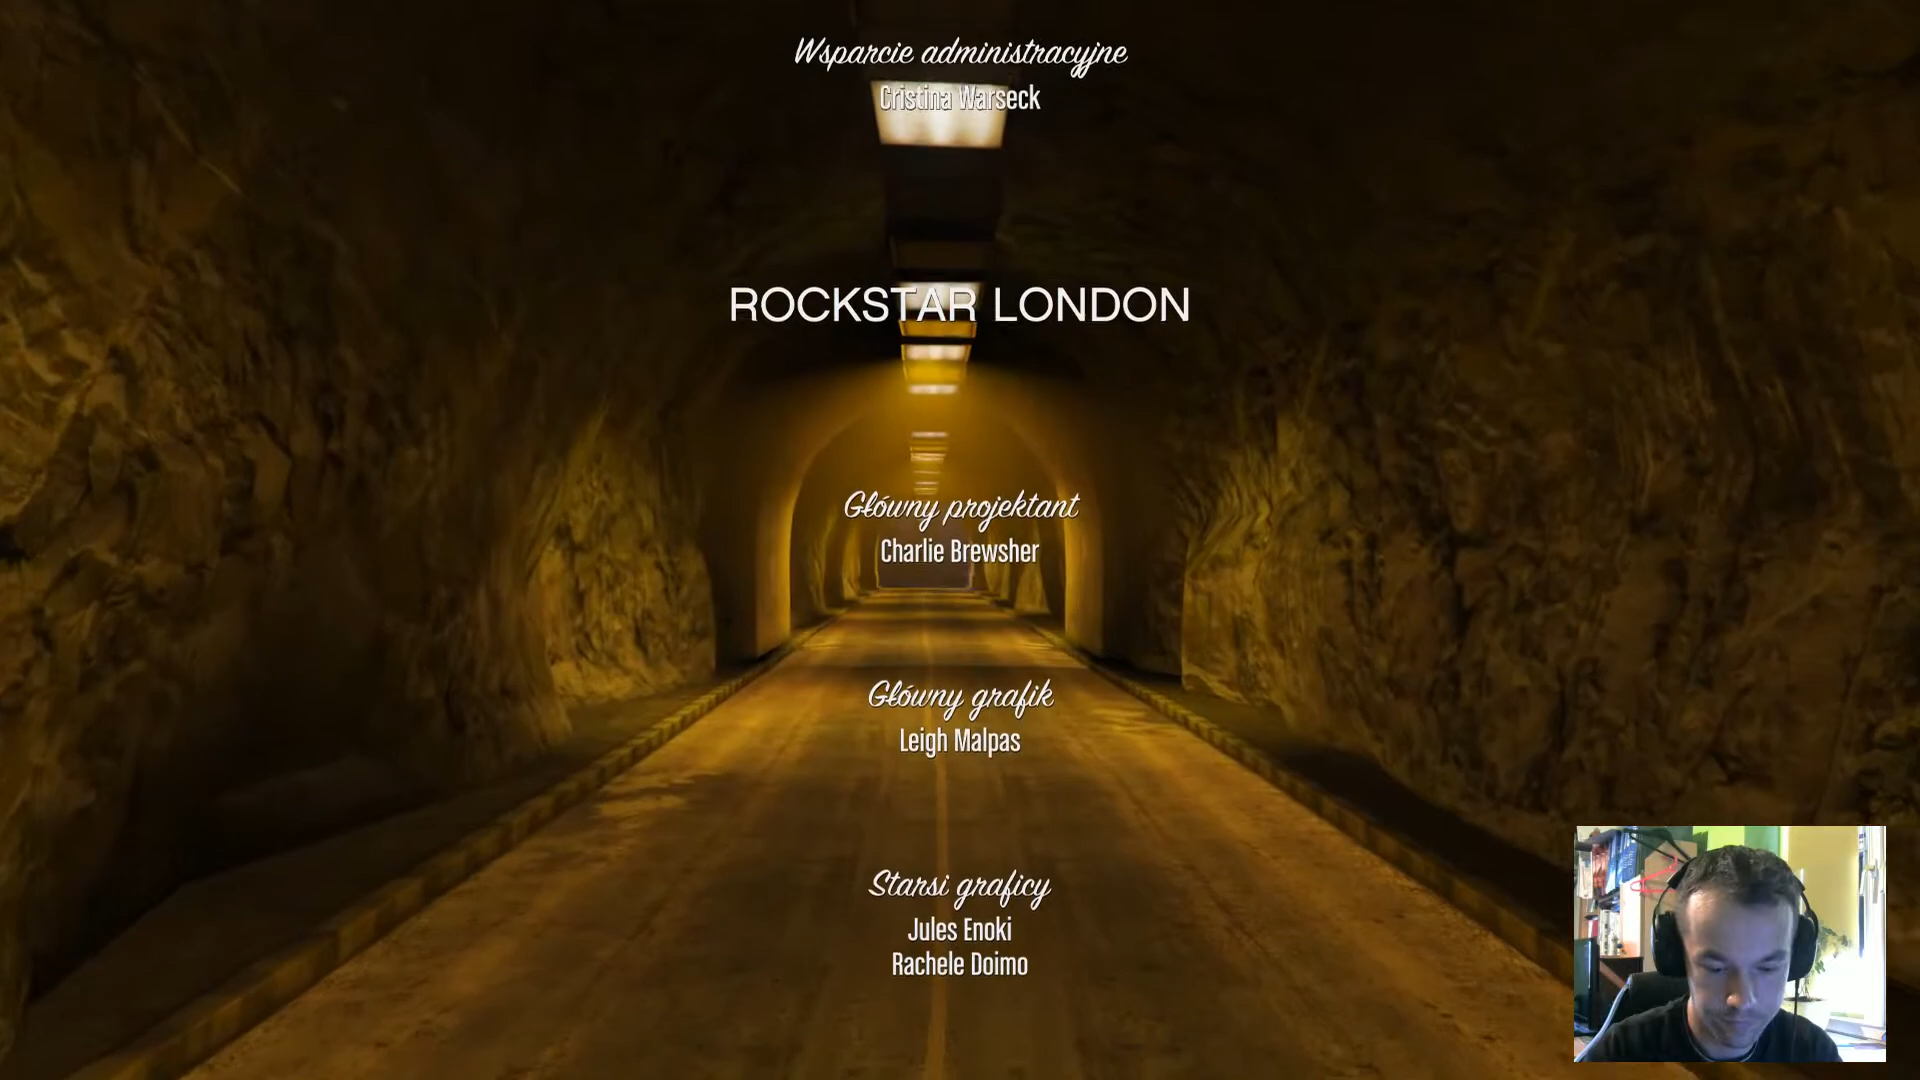 Wsparcie administracyjne
Cristina Warseck
ROCKSTAR LONDON
Główny projektant
Charlie Brewsher
Główny grafik
Leigh Malpas
Starsi graficy
Jules Enoki
Rachele Doimo